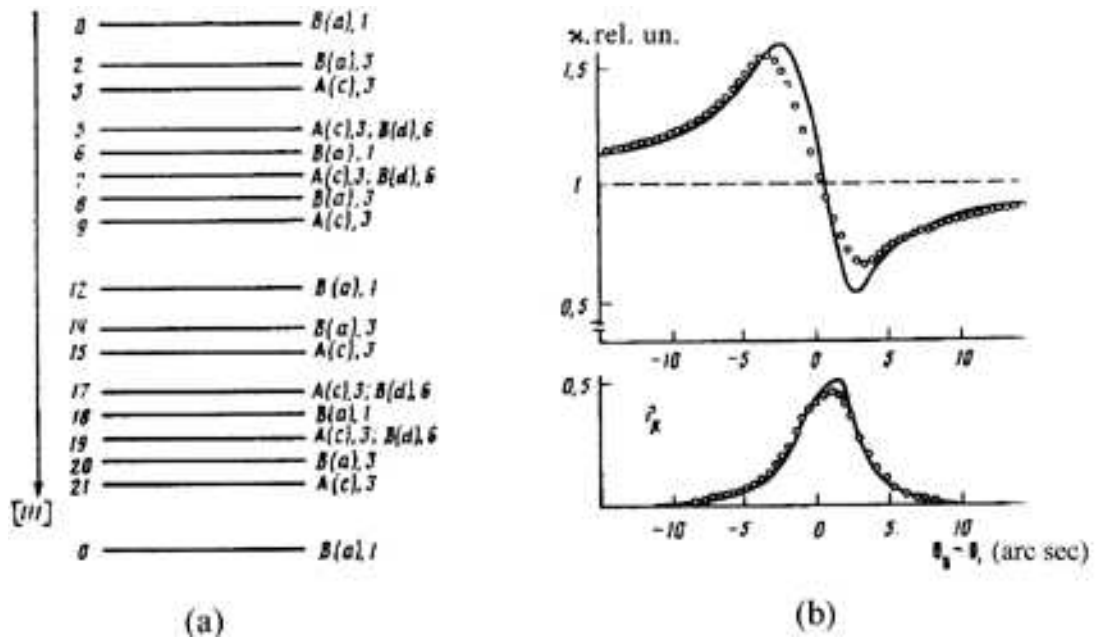 0 B(a), 1
2 B(a), 3
3 A(c), 3
5 A(c), 3; B(d), 6
6 B(a), 1
7 A(c), 3; B(d), 6
8 B(a), 3
9 A(c), 3
12 B(a), 1
14 B(a), 3
15 A(c), 3
17 A(c), 3; B(d), 6
18 B(a), 1
19 A(c), 3; B(d), 6
20 B(a), 3
21 A(c), 3
[111]
0 B(a), 1
(a)
ϰ, rel. un.
1,5
1
0,5
-10 -5 0 5 10
0,5
-10 -5 0 5. 10
(arc sec)
(b)